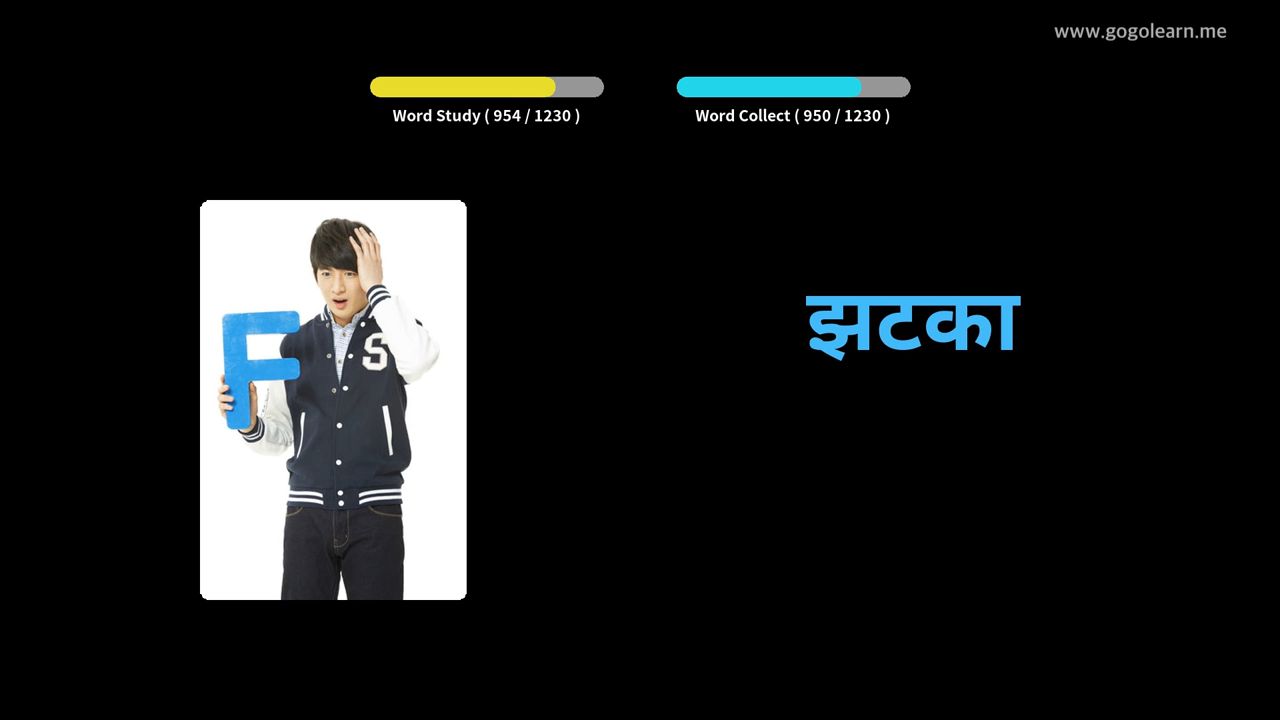 www.gogolearn.me
Word Study ( 954 / 1230 )
Word Collect ( 950 / 1230 )
F
S
झटका